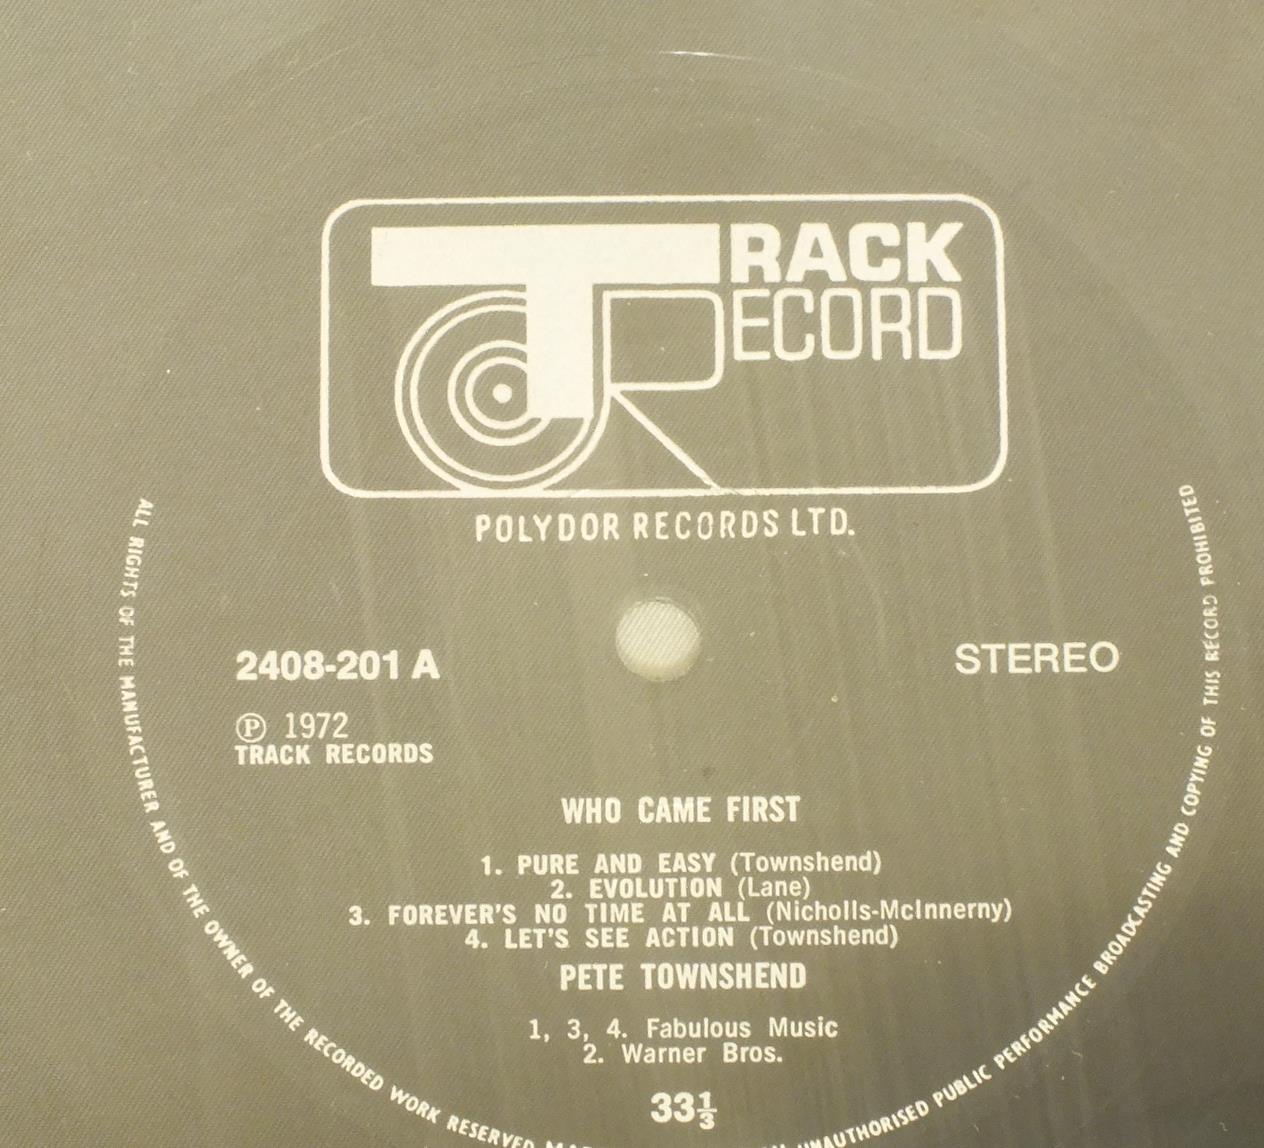 TRACK
RECORD
POLYDOR RECORDS LTD.
2408-201 A
STEREO
℗ 1972
TRACK RECORDS
WHO CAME FIRST
1. PURE AND EASY (Townshend)
2. EVOLUTION (Lane)
3. FOREVER'S NO TIME AT ALL (Nicholls-McInnerny)
4. LET'S SEE ACTION (Townshend)
PETE TOWNSHEND
1, 3, 4. Fabulous Music
2. Warner Bros.
33⅓
ALL RIGHTS OF THE MANUFACTURER AND OF THE OWNER OF THE RECORDED WORK RESERVED UNAUTHORISED PUBLIC PERFORMANCE BROADCASTING AND COPYING OF THIS RECORD PROHIBITED